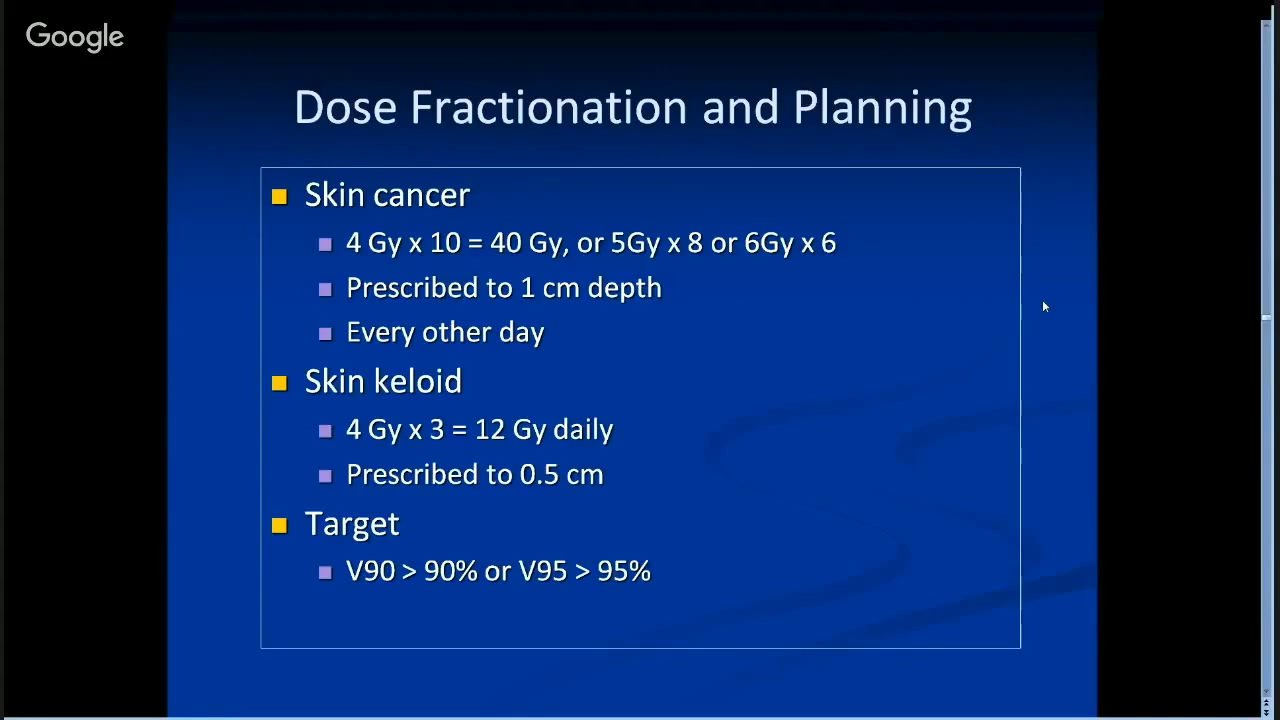 Google
Dose Fractionation and Planning
Skin cancer
4 Gy x 10 = 40 Gy, or 5Gy x 8 or 6Gy x 6
Prescribed to 1 cm depth
Every other day
Skin keloid
4 Gy x 3 = 12 Gy daily
Prescribed to 0.5 cm
Target
V90 > 90% or V95 > 95%